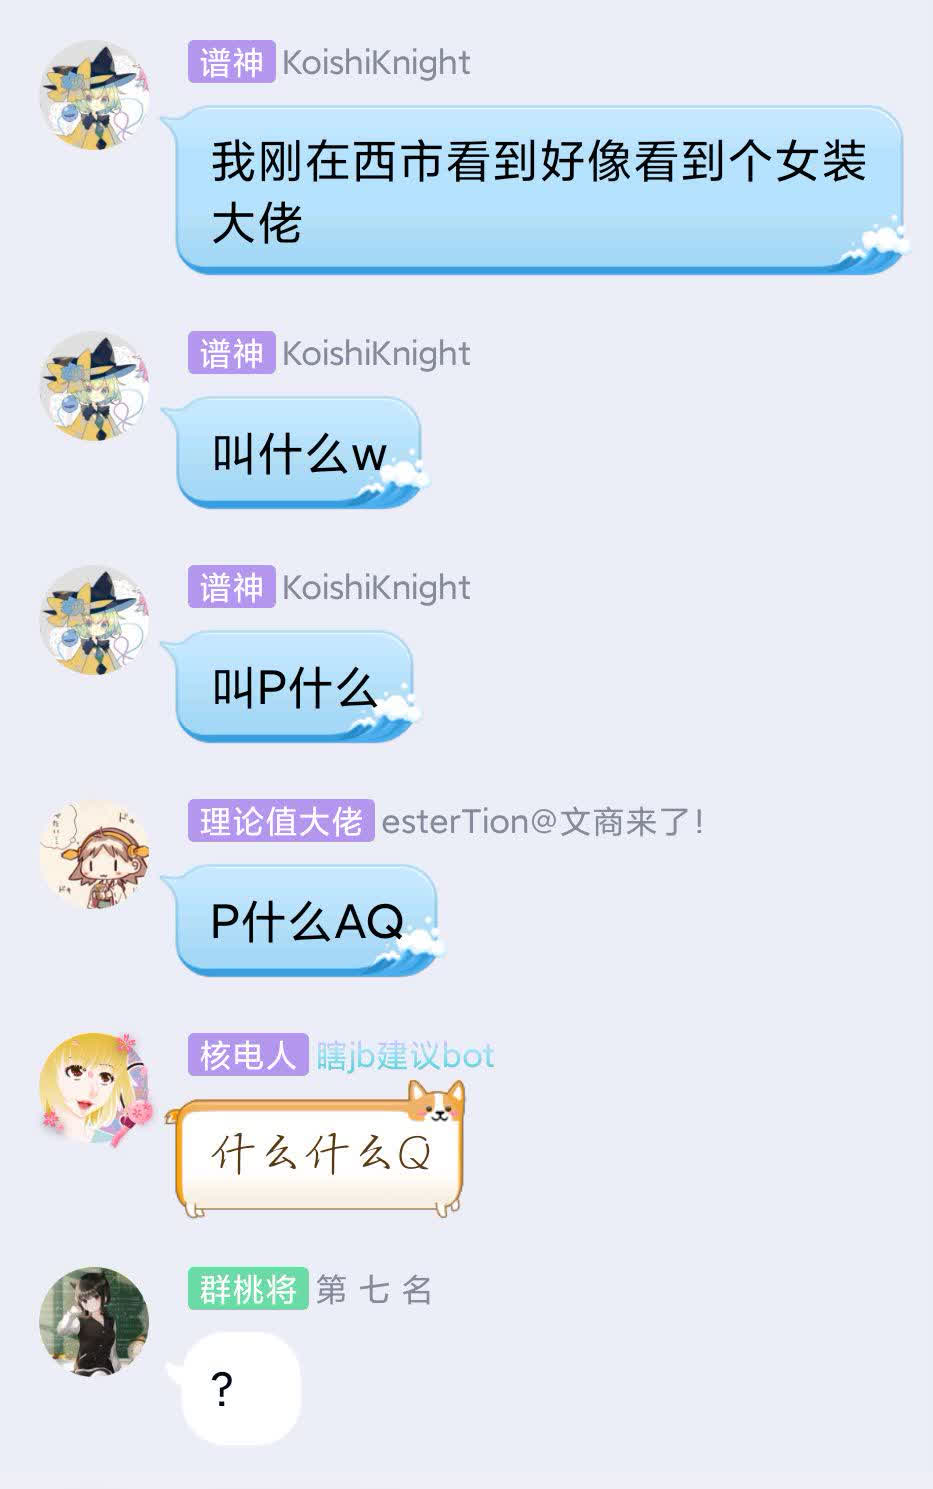 谱神 KoishiKnight
我刚在西市看到好像看到个女装
大佬
谱神 KoishiKnight
叫什么w
谱神 KoishiKnight
叫P什么
理论值大佬 esterTion@文商来了!
P什么AQ
核电人 瞎jb建议bot
什么什么Q
群桃将 第 七 名
?